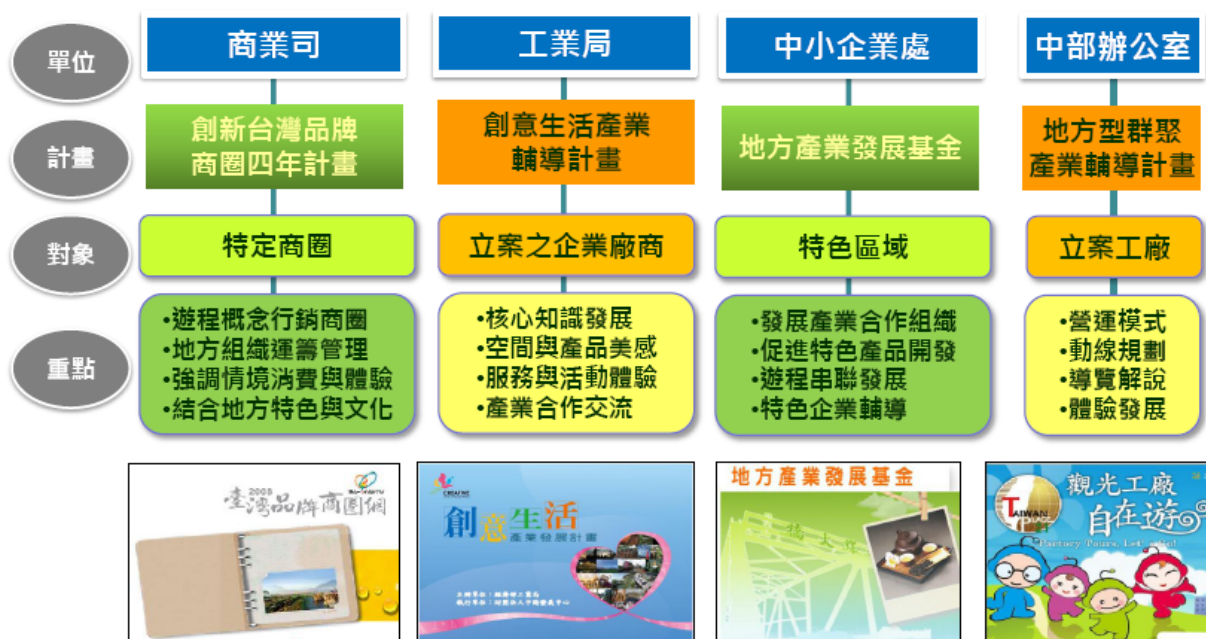 單位
商業司
工業局
中小企業處
中部辦公室
計畫
創新台灣品牌
商圈四年計畫
創意生活產業
輔導計畫
地方產業發展基金
地方型群聚
產業輔導計畫
對象
特定商圈
立案之企業廠商
特色區域
立案工廠
重點
•遊程概念行銷商圈
•地方組織運籌管理
•強調情境消費與體驗
•結合地方特色與文化
•核心知識發展
•空間與產品美感
•服務與活動體驗
•產業合作交流
•發展產業合作組織
•促進特色產品開發
•遊程串聯發展
•特色企業輔導
•營運模式
•動線規劃
•導覽解說
•體驗發展
2008
臺灣品牌商圈網
CREATIVE
創意生活
產業發展計畫
地方產業發展基金
TAIWAN
觀光工廠
自在遊
Factory Tours, Let's Go!